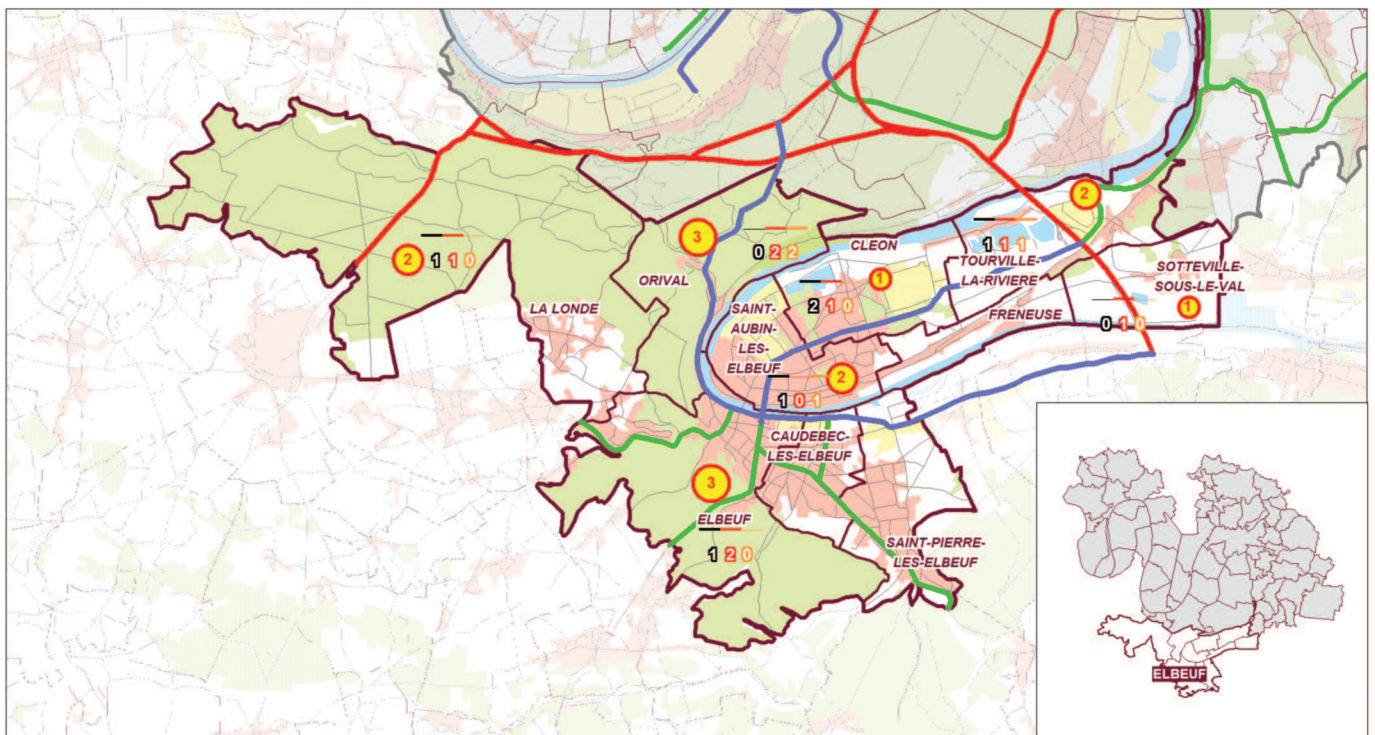 2
3
0 2 2
CLEON
1 1 1
2
2 1 0
ORIVAL
1
TOURVILLE-
LA-RIVIERE
SOTTEVILLE-
SOUS-LE-VAL
2 1 0
LA LONDE
SAINT-
AUBIN-
LES-
ELBEUF
FRENEUSE
0 1 0
1
2
1 0 1
CAUDEBEC-
LES-ELBEUF
3
ELBEUF
1 2 0
SAINT-PIERRE-
LES-ELBEUF
ELBEUF